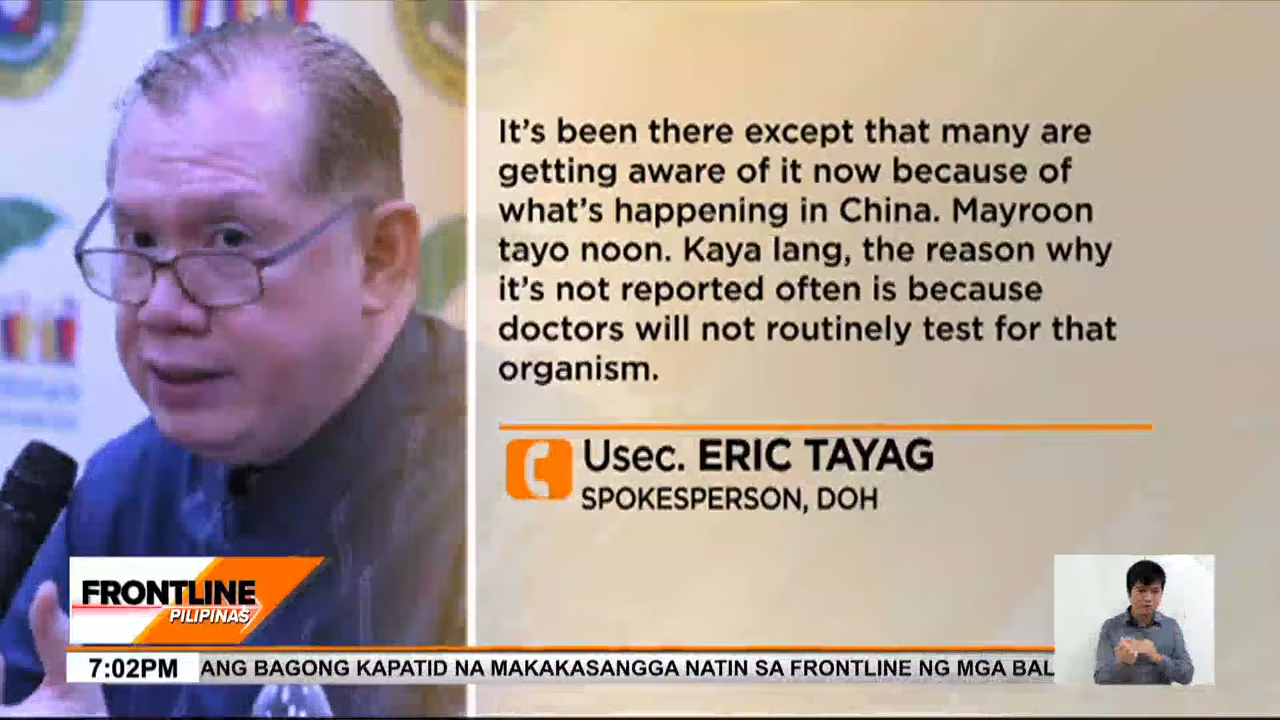 It's been there except that many are
getting aware of it now because of
what's happening in China. Mayroon
tayo noon. Kaya lang, the reason why
it's not reported often is because
doctors will not routinely test for that
organism.
Usec. ERIC TAYAG
SPOKESPERSON, DOH
FRONTLINE
PILIPINAS
7:02PM ANG BAGONG KAPATID NA MAKAKASANGGA NATIN SA FRONTLINE NG MGA BAL